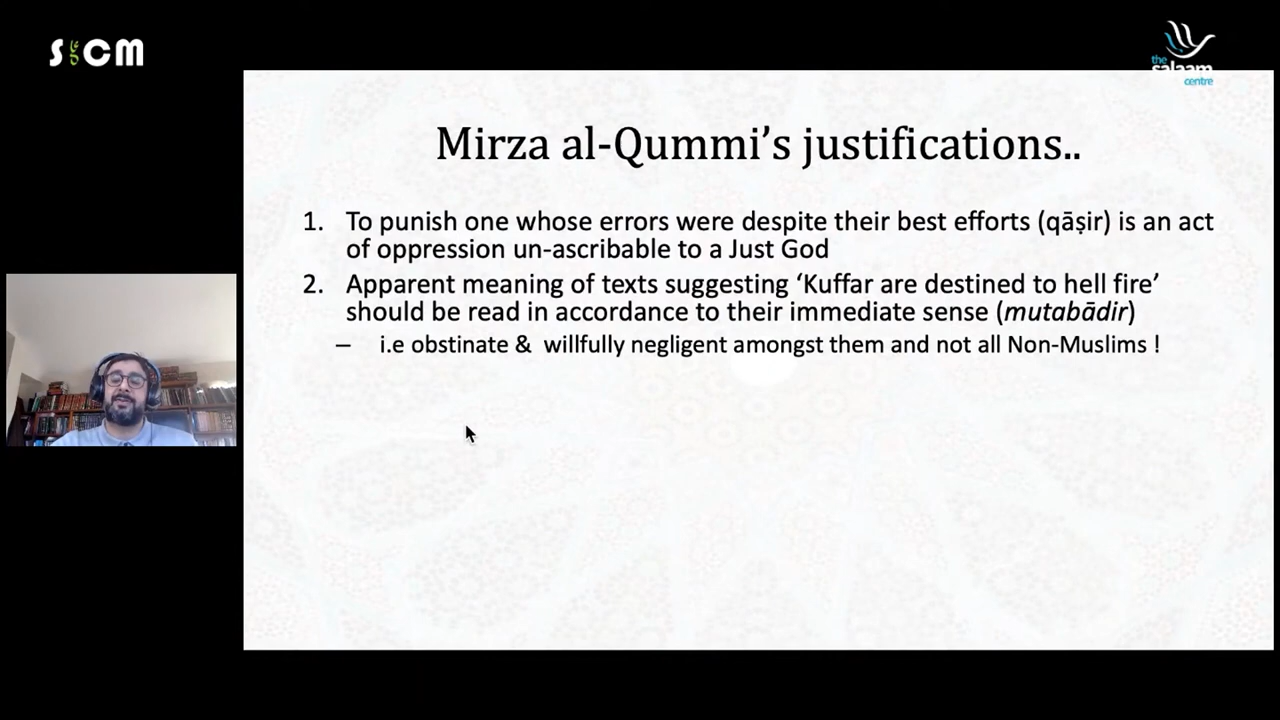 SICM
the
salaam
centre
Mirza al-Qummi’s justifications..
1. To punish one whose errors were despite their best efforts (qāṣir) is an act
of oppression un-ascribable to a Just God
2. Apparent meaning of texts suggesting ‘Kuffar are destined to hell fire’
should be read in accordance to their immediate sense (mutabādir)
– i.e obstinate & willfully negligent amongst them and not all Non-Muslims !